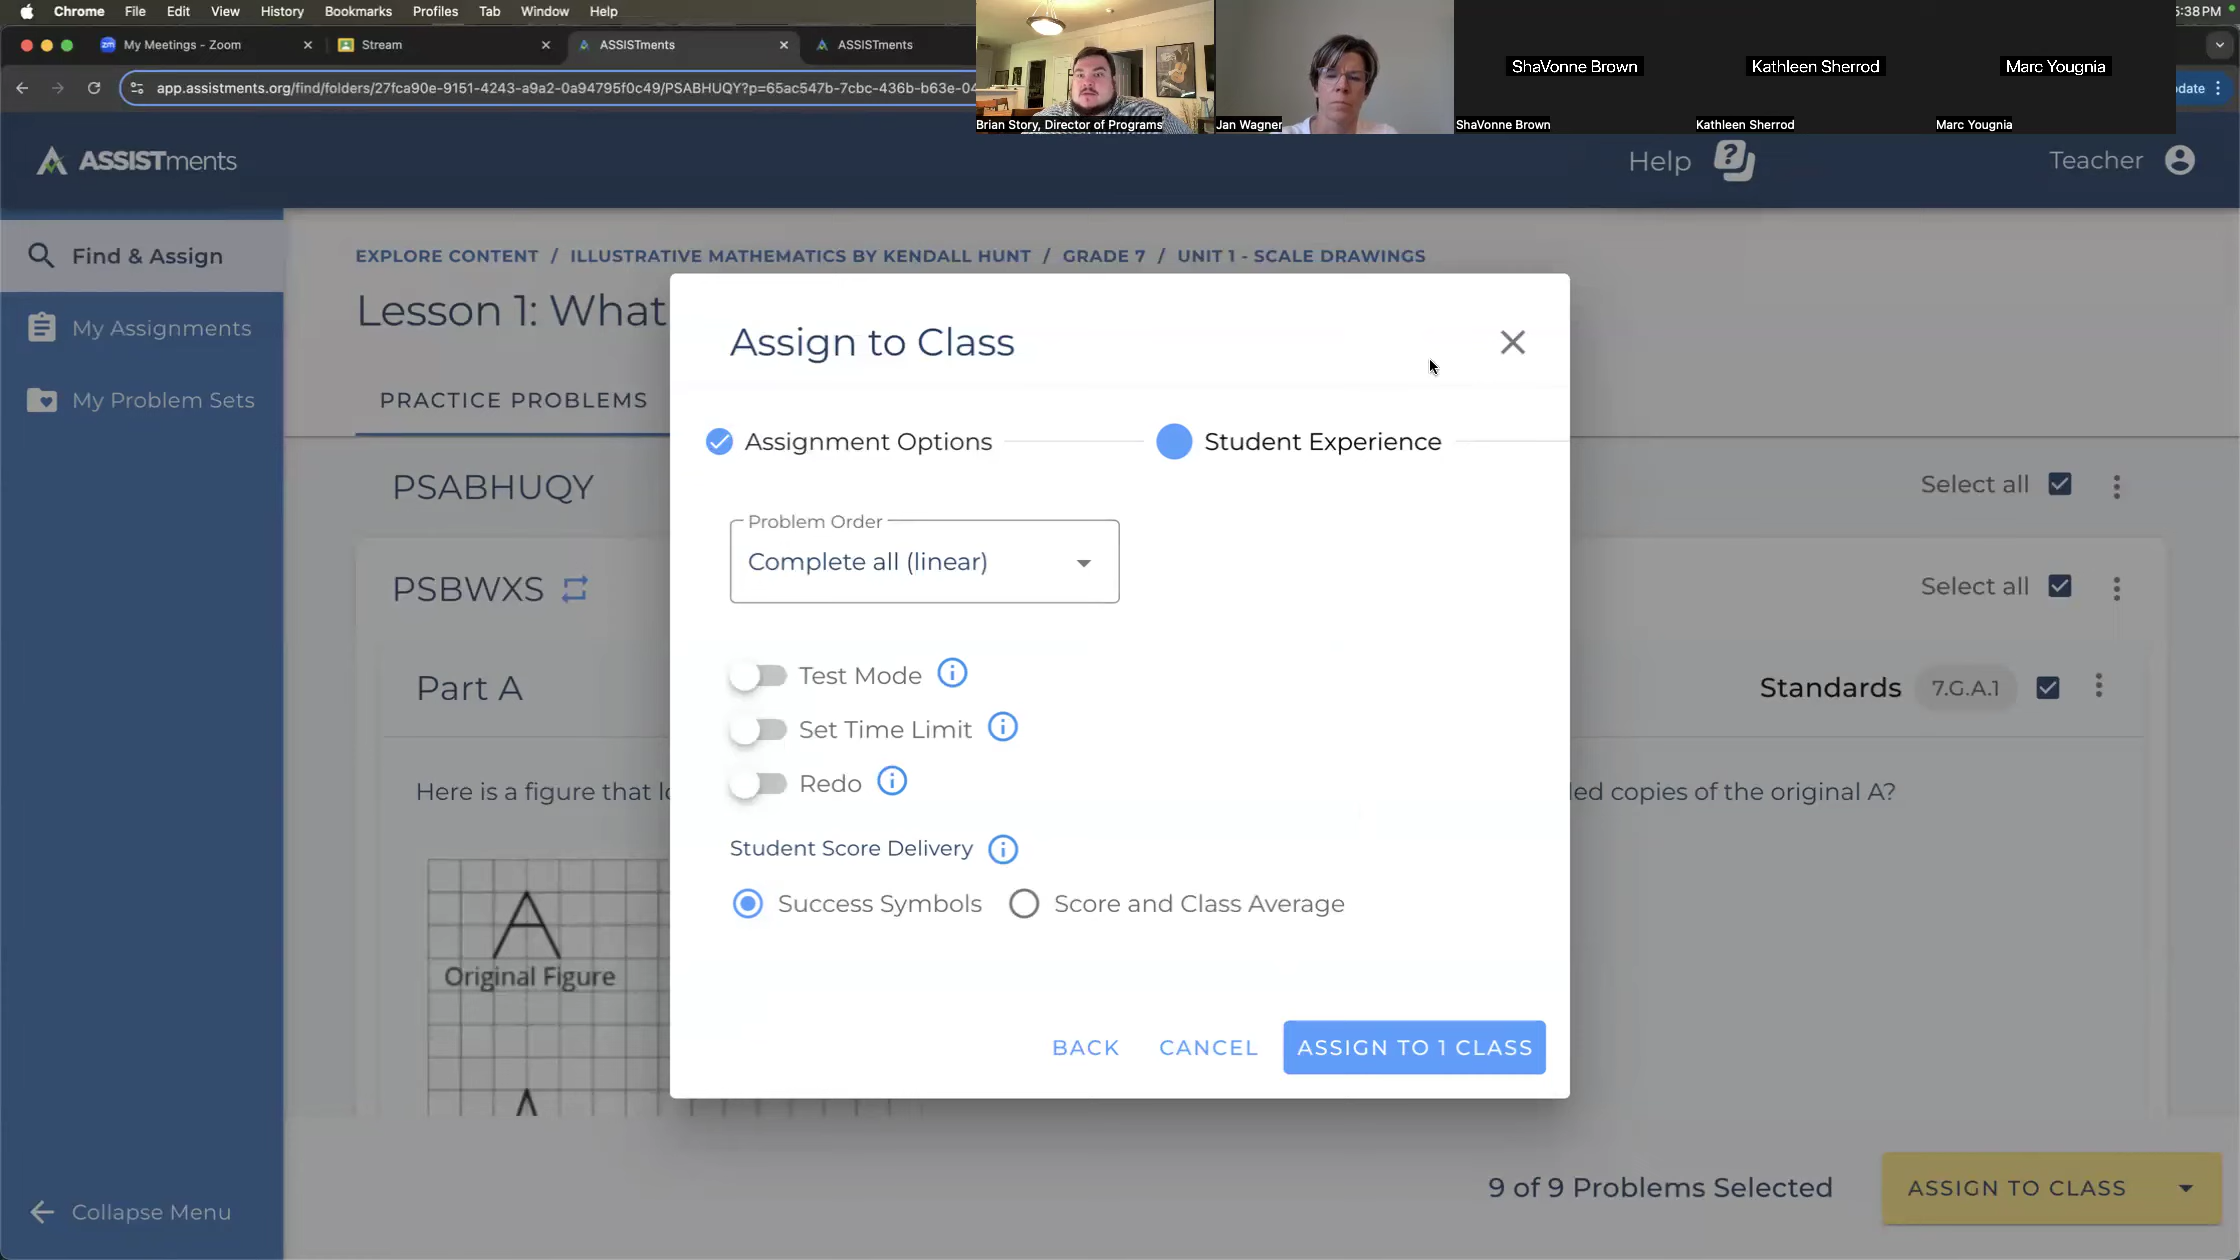 Chrome File Edit View History Bookmarks Profiles Tab Window Help
5:38 PM
My Meetings - Zoom
Stream
ASSISTments
ASSISTments
app.assistments.org/find/folders/27fca90e-9151-4243-a9a2-0a94795f0c49/PSABHUQY?p=65ac547b-7cbc-436b-b63e-04
date
Brian Story, Director of Programs
Jan Wagner
ShaVonne Brown
ShaVonne Brown
Kathleen Sherrod
Kathleen Sherrod
Marc Yougnia
Marc Yougnia
ASSISTments
Help
Teacher
Find & Assign
My Assignments
My Problem Sets
Collapse Menu
EXPLORE CONTENT / ILLUSTRATIVE MATHEMATICS BY KENDALL HUNT / GRADE 7 / UNIT 1 - SCALE DRAWINGS
Lesson 1: What
PRACTICE PROBLEMS
PSABHUQY
Select all
PSBWXS
Select all
Part A
Standards 7.G.A.1
Here is a figure that lo
led copies of the original A?
A
Original Figure
A
Assign to Class
Assignment Options
Student Experience
Problem Order
Complete all (linear)
Test Mode
Set Time Limit
Redo
Student Score Delivery
Success Symbols
Score and Class Average
BACK
CANCEL
ASSIGN TO 1 CLASS
9 of 9 Problems Selected
ASSIGN TO CLASS